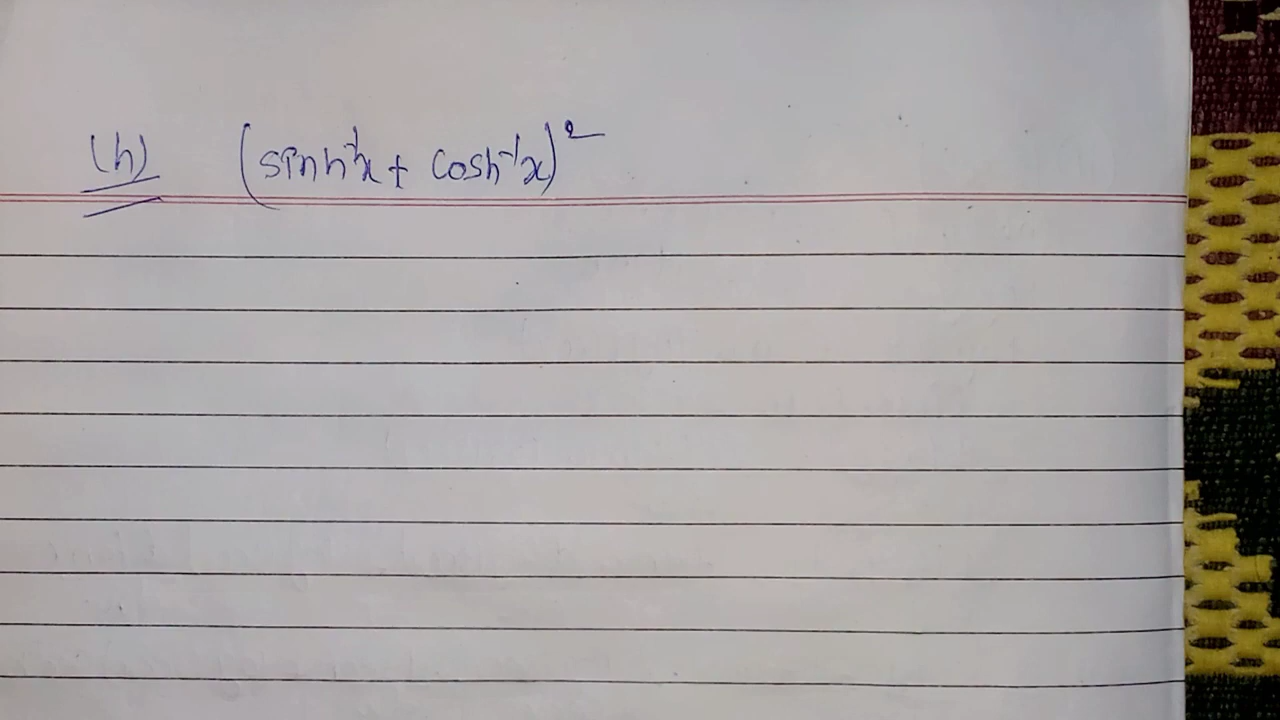 (h) (sinh⁻¹x + cosh⁻¹x)²